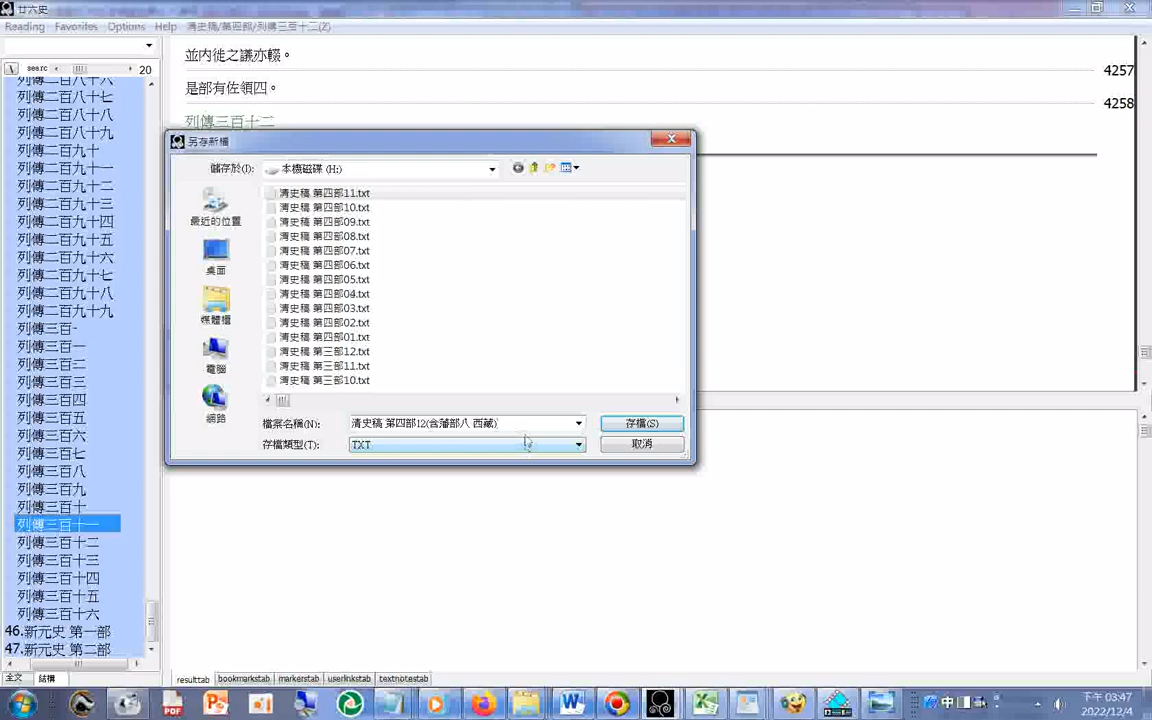 廿六史
Reading Favorites Options Help 清史稿/第四部/列傳三百十二(Z)
並内徙之議亦輟。
4257
是部有佐領四。
4258
列傳三百十二
searc 20
列傳二百八十六
列傳二百八十七
列傳二百八十八
列傳二百八十九
列傳二百九十
列傳二百九十一
列傳二百九十二
列傳二百九十三
列傳二百九十四
列傳二百九十五
列傳二百九十六
列傳二百九十七
列傳二百九十八
列傳二百九十九
列傳三百-
列傳三百一
列傳三百二
列傳三百三
列傳三百四
列傳三百五
列傳三百六
列傳三百七
列傳三百八
列傳三百九
列傳三百十
列傳三百十一
列傳三百十二
列傳三百十三
列傳三百十四
列傳三百十五
列傳三百十六
46.新元史 第一部
47.新元史 第二部
全文 結構
另存新檔
儲存於(I): 本機磁碟 (H:)
最近的位置
桌面
媒體櫃
電腦
網路
清史稿 第四部11.txt
清史稿 第四部10.txt
清史稿 第四部09.txt
清史稿 第四部08.txt
清史稿 第四部07.txt
清史稿 第四部06.txt
清史稿 第四部05.txt
清史稿 第四部04.txt
清史稿 第四部03.txt
清史稿 第四部02.txt
清史稿 第四部01.txt
清史稿 第三部12.txt
清史稿 第三部11.txt
清史稿 第三部10.txt
檔案名稱(N): 清史稿 第四部12(含藩部八 西藏) 存檔(S)
存檔類型(T): TXT 取消
resulttab bookmarkstab markerstab userlinkstab textnotestab
PDF
中
下午 03:47
2022/12/4